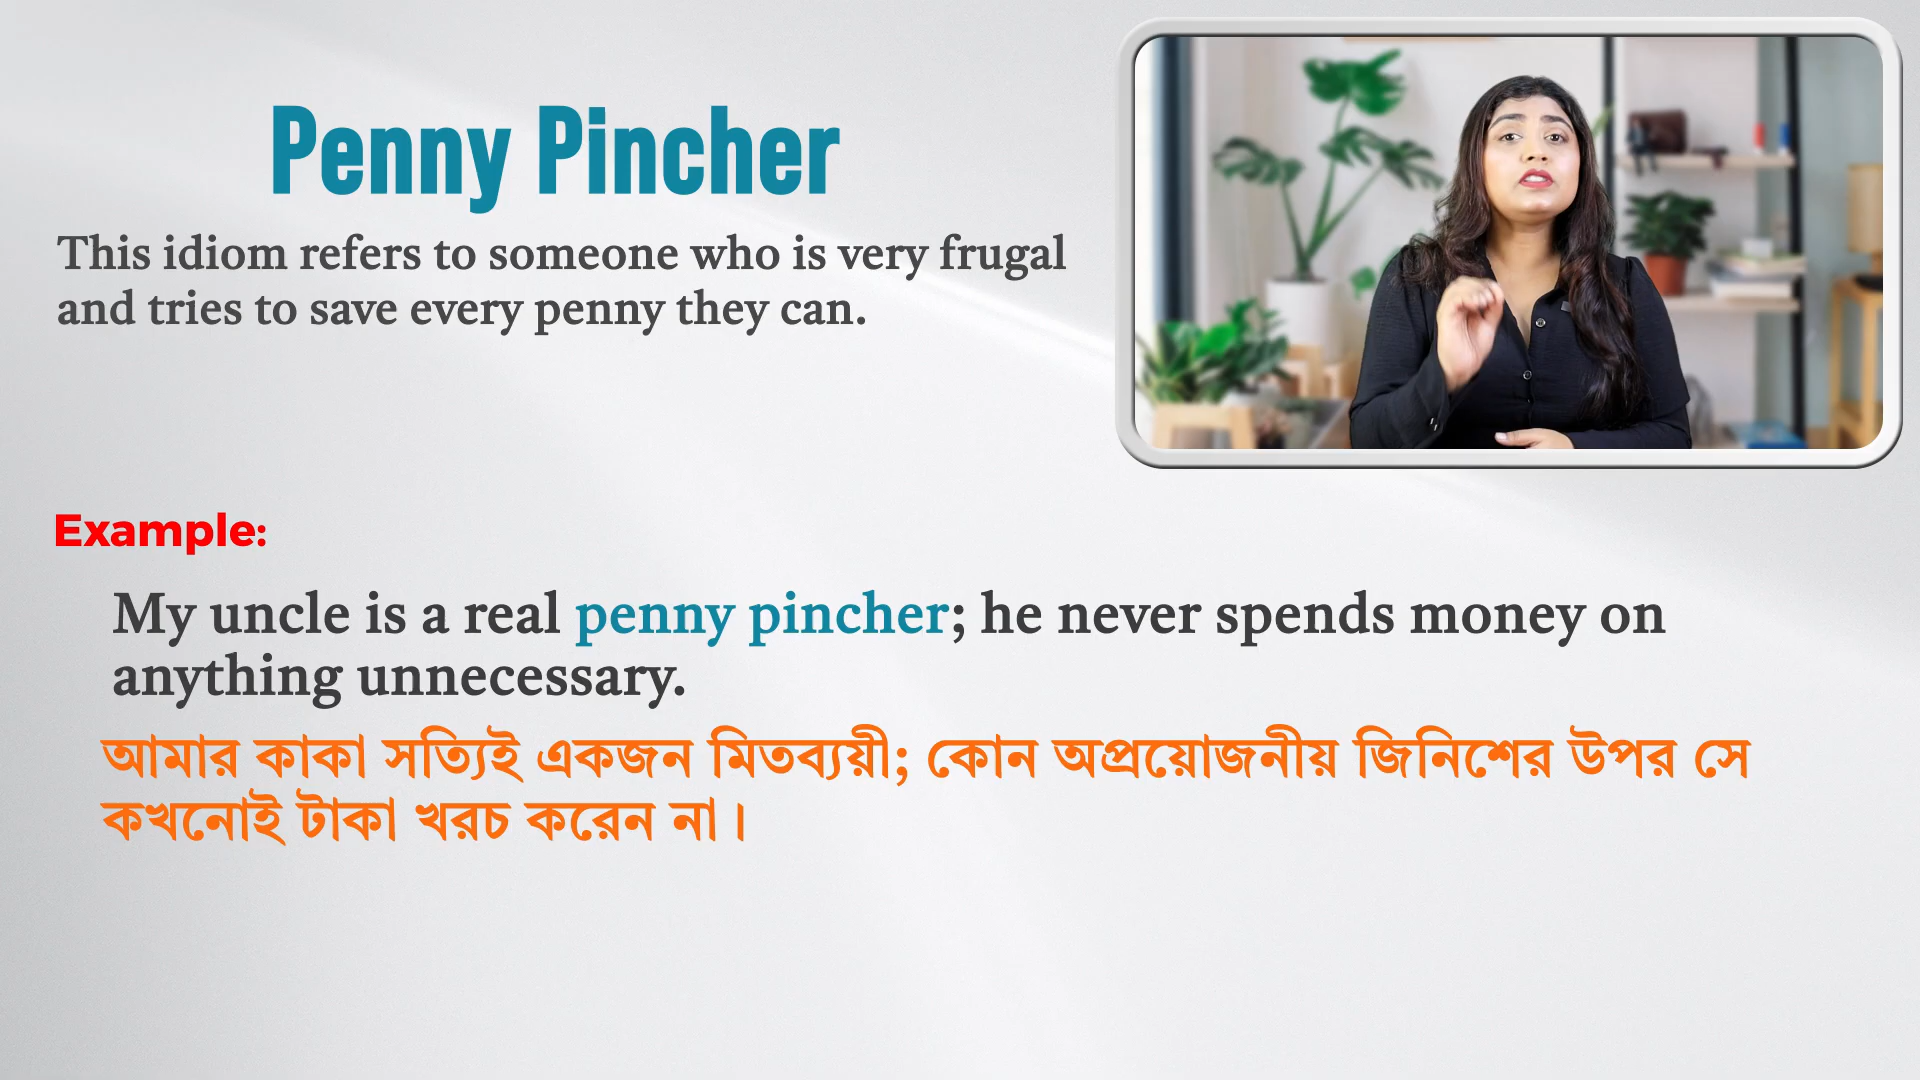 Penny Pincher
This idiom refers to someone who is very frugal
and tries to save every penny they can.
Example:
My uncle is a real penny pincher; he never spends money on
anything unnecessary.
আমার কাকা সত্যিই একজন মিতব্যয়ী; কোন অপ্রয়োজনীয় জিনিশের উপর সে
কখনোই টাকা খরচ করেন না।